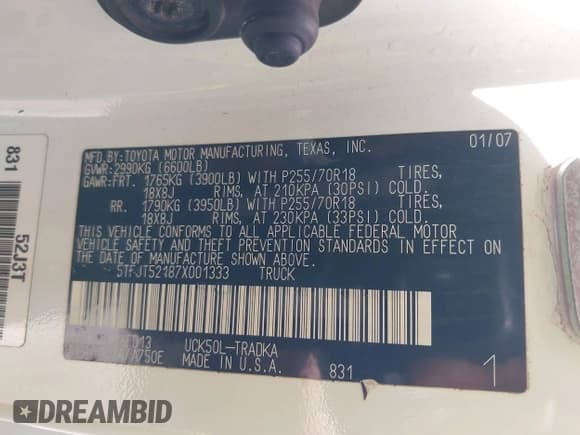 MFD.BY:TOYOTA MOTOR MANUFACTURING, TEXAS, INC. 01/07
GVWR:2990KG (6600LB)
GAWR:FRT. 1765KG (3900LB) WITH P255/70R18 TIRES,
18X8J RIMS, AT 210KPA (30PSI) COLD.
RR. 1790KG (3950LB) WITH P255/70R18 TIRES,
18X8J RIMS, AT 230KPA (33PSI) COLD.
THIS VEHICLE CONFORMS TO ALL APPLICABLE FEDERAL MOTOR
VEHICLE SAFETY AND THEFT PREVENTION STANDARDS IN EFFECT ON
THE DATE OF MANUFACTURE SHOWN ABOVE.
5TFJT52187X001333 TRUCK
UCK50L-TRADKA
A750E MADE IN U.S.A. 831 1
831
52J3T
DREAMBID